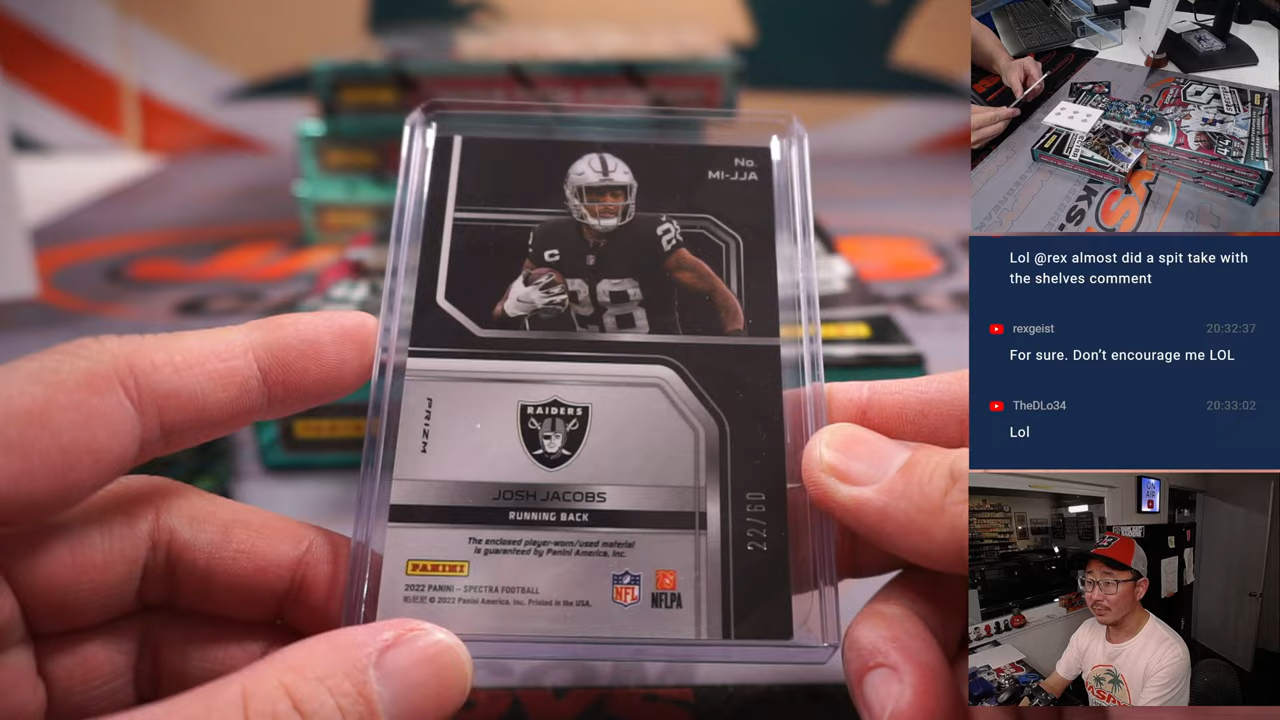 No.
MI-JJA
C
28
28
RAIDERS
PRIZM
JOSH JACOBS
RUNNING BACK
22/60
The enclosed player-worn/used material
is guaranteed by Panini America, Inc.
PANINI
2022 PANINI – SPECTRA FOOTBALL
© 2022 Panini America, Inc. Printed in the USA.
NFL
NFLPA
Lol @rex almost did a spit take with
the shelves comment
rexgeist
20:32:37
For sure. Don't encourage me LOL
TheDLo34
20:33:02
Lol
ON
AIR